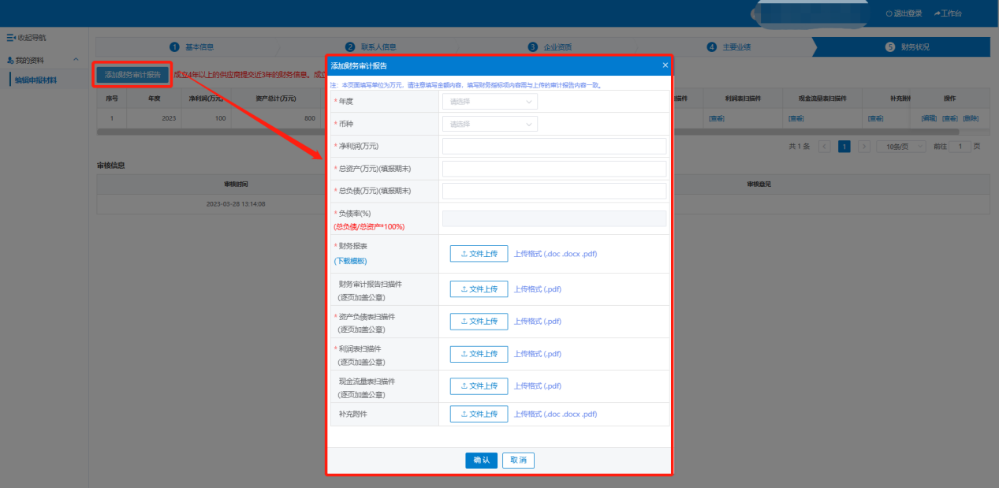 退出登录 工作台
收起导航
1 基本信息 2 联系人信息 3 企业资质 4 主要业绩 5 财务状况
我的资料
编辑申报材料
添加财务审计报告 成立4年以上的供应商提交近3年的财务信息。成立
序号 年度 净利润(万元) 资产总计(万元) 描件 利润表扫描件 现金流量表扫描件 补充附件 操作
1 2023 100 800 [查看] [查看] [查看] [编辑] [查看] [删除]
共 1 条 < 1 > 10条/页 前往 1 页
审核信息
审核时间 审核意见
2023-03-28 13:14:08
添加财务审计报告 ×
注：本页面填写单位为万元，请注意填写金额内容，填写财务指标项内容需与上传的审计报告内容一致。
* 年度 请选择
* 币种 请选择
* 净利润(万元)
* 总资产(万元)(填报期末)
* 总负债(万元)(填报期末)
* 负债率(%)
(总负债/总资产*100%)
* 财务报表
(下载模板)
文件上传 上传格式 (.doc .docx .pdf)
财务审计报告扫描件
(逐页加盖公章)
文件上传 上传格式 (.pdf)
* 资产负债表扫描件
(逐页加盖公章)
文件上传 上传格式 (.pdf)
* 利润表扫描件
(逐页加盖公章)
文件上传 上传格式 (.pdf)
现金流量表扫描件
(逐页加盖公章)
文件上传 上传格式 (.pdf)
补充附件 文件上传 上传格式 (.doc .docx .pdf)
确认 取消